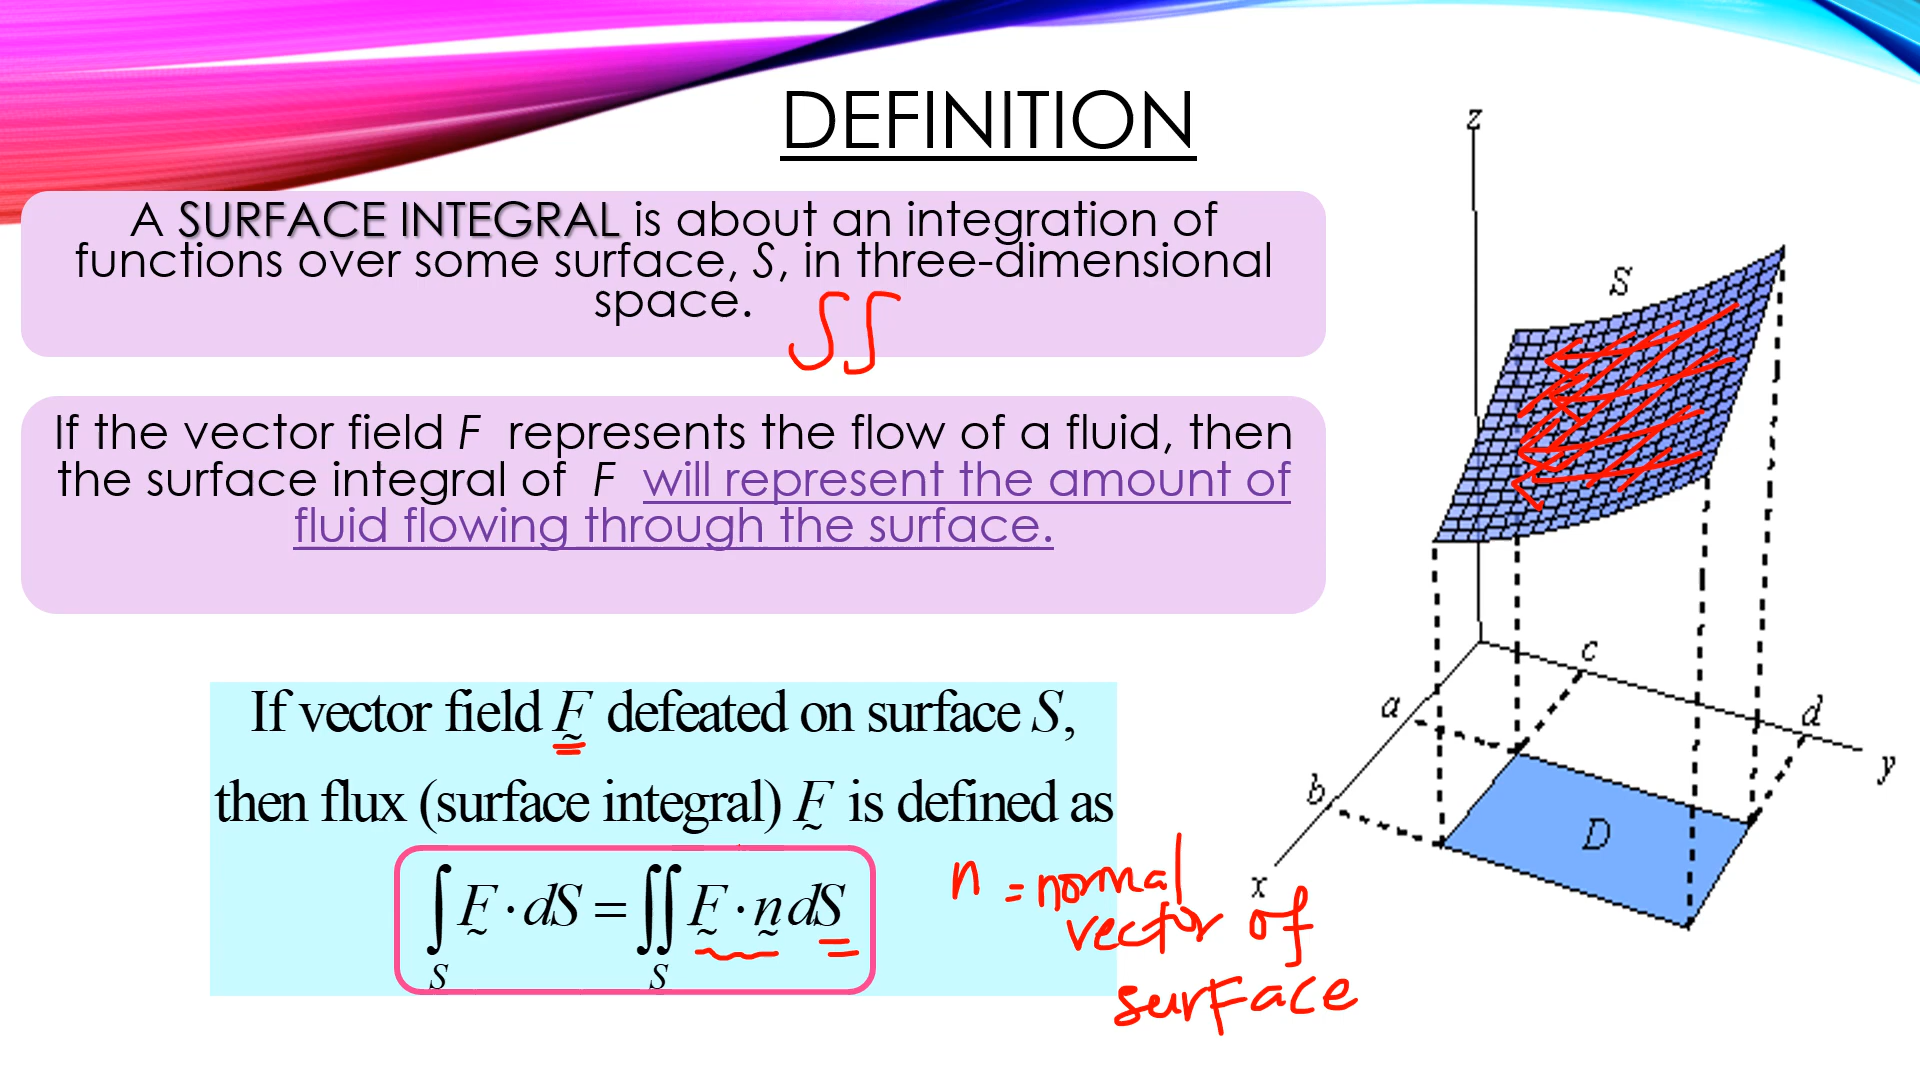 DEFINITION
A SURFACE INTEGRAL is about an integration of
functions over some surface, S, in three-dimensional
space.
∬
If the vector field F represents the flow of a fluid, then
the surface integral of F will represent the amount of
fluid flowing through the surface.
If vector field F̰ defeated on surface S,
then flux (surface integral) F̰ is defined as
∫_S F̰ · dS = ∬_S F̰ · ṋ dS
n = normal
vector of
surface
z
S
c
a
d
y
b
D
x